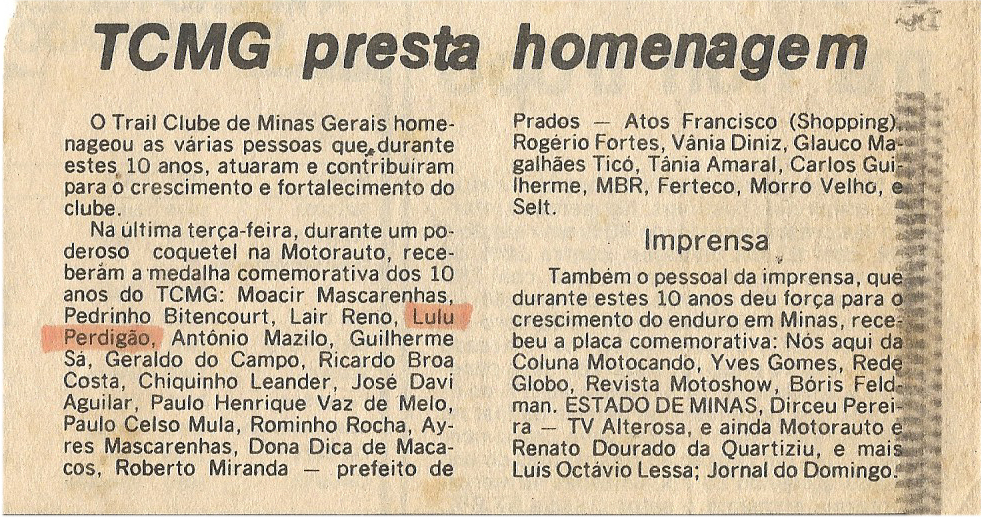 TCMG presta homenagem
O Trail Clube de Minas Gerais home-
nageou as várias pessoas que durante
estes 10 anos, atuaram e contribuíram
para o crescimento e fortalecimento do
clube.
Na última terça-feira, durante um po-
deroso coquetel na Motorauto, rece-
beram a medalha comemorativa dos 10
anos do TCMG: Moacir Mascarenhas,
Pedrinho Bitencourt, Lair Reno, Lulu
Perdigão, Antônio Mazilo, Guilherme
Sá, Geraldo do Campo, Ricardo Broa
Costa, Chiquinho Leander, José Davi
Aguilar, Paulo Henrique Vaz de Melo,
Paulo Celso Mula, Rominho Rocha, Ay-
res Mascarenhas, Dona Dica de Maca-
cos, Roberto Miranda — prefeito de
Prados — Atos Francisco (Shopping),
Rogério Fortes, Vânia Diniz, Glauco Ma-
galhães Ticó, Tânia Amaral, Carlos Gui-
lherme, MBR, Ferteco, Morro Velho, e
Selt.
Imprensa
Também o pessoal da imprensa, que
durante estes 10 anos deu força para o
crescimento do enduro em Minas, rece-
beu a placa comemorativa: Nós aqui da
Coluna Motocando, Yves Gomes, Rede
Globo, Revista Motoshow, Bóris Feld-
man. ESTADO DE MINAS, Dirceu Perei-
ra — TV Alterosa, e ainda Motorauto e
Renato Dourado da Quartiziu, e mais
Luís Octávio Lessa; Jornal do Domingo.